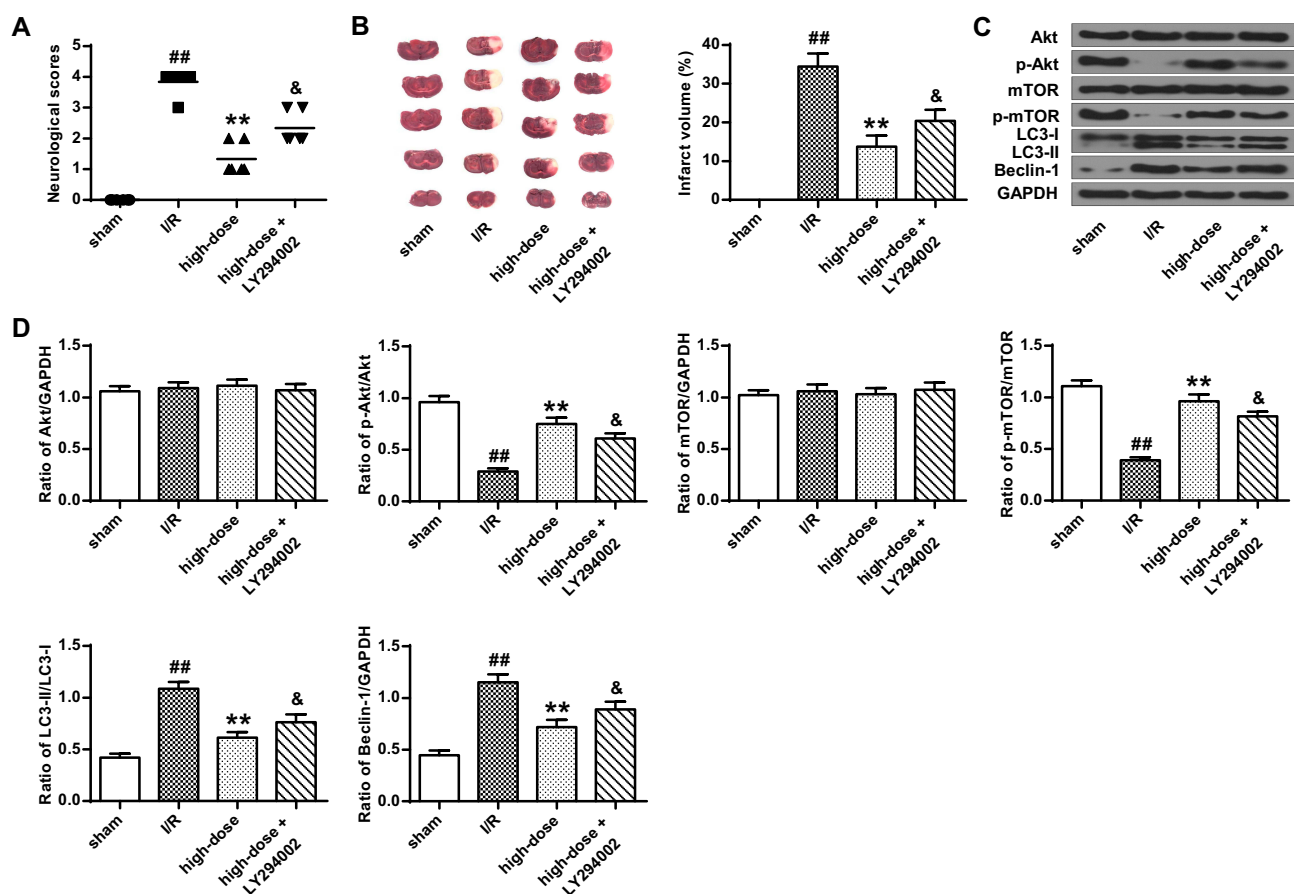 A
Neurological scores
5
4
3
2
1
0
##
**
&
sham
I/R
high-dose
high-dose +
LY294002
B
sham
I/R
high-dose
high-dose +
LY294002
Infarct volume (%)
40
30
20
10
0
##
**
&
sham
I/R
high-dose
high-dose +
LY294002
C
Akt
p-Akt
mTOR
p-mTOR
LC3-I
LC3-II
Beclin-1
GAPDH
sham
I/R
high-dose
high-dose +
LY294002
D
Ratio of Akt/GAPDH
1.5
1.0
0.5
0.0
sham
I/R
high-dose
high-dose +
LY294002
Ratio of p-Akt/Akt
1.5
1.0
0.5
0.0
##
**
&
sham
I/R
high-dose
high-dose +
LY294002
Ratio of mTOR/GAPDH
1.5
1.0
0.5
0.0
sham
I/R
high-dose
high-dose +
LY294002
Ratio of p-mTOR/mTOR
1.5
1.0
0.5
0.0
##
**
&
sham
I/R
high-dose
high-dose +
LY294002
Ratio of LC3-II/LC3-I
1.5
1.0
0.5
0.0
##
**
&
sham
I/R
high-dose
high-dose +
LY294002
Ratio of Beclin-1/GAPDH
1.5
1.0
0.5
0.0
##
**
&
sham
I/R
high-dose
high-dose +
LY294002